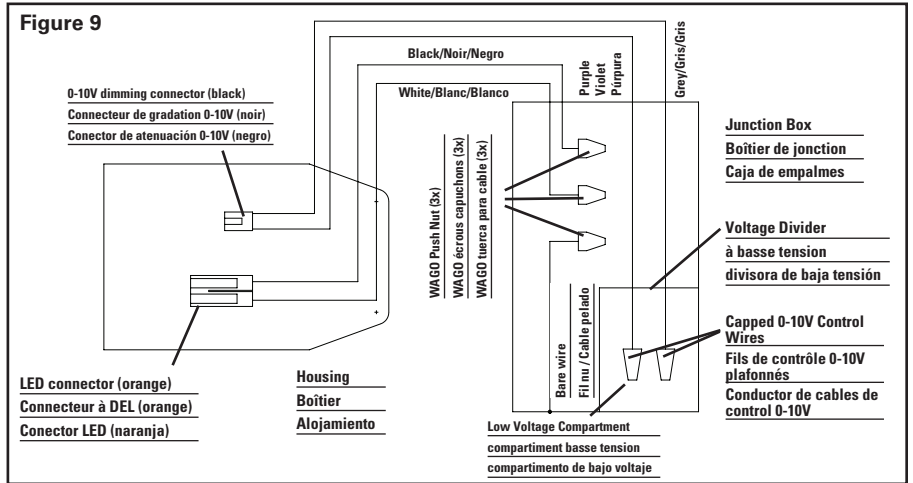 Figure 9
0-10V dimming connector (black)
Connecteur de gradation 0-10V (noir)
Conector de atenuación 0-10V (negro)
Black/Noir/Negro
White/Blanc/Blanco
Purple
Violet
Púrpura
Grey/Gris/Gris
WAGO Push Nut (3x)
WAGO écrous capuchons (3x)
WAGO tuerca para cable (3x)
Junction Box
Boîtier de jonction
Caja de empalmes
Voltage Divider
à basse tension
divisora de baja tensión
Capped 0-10V Control
Wires
Fils de contrôle 0-10V
plafonnés
Conductor de cables de
control 0-10V
Bare wire
Fil nu / Cable pelado
LED connector (orange)
Connecteur à DEL (orange)
Conector LED (naranja)
Housing
Boîtier
Alojamiento
Low Voltage Compartment
compartiment basse tension
compartimento de bajo voltaje